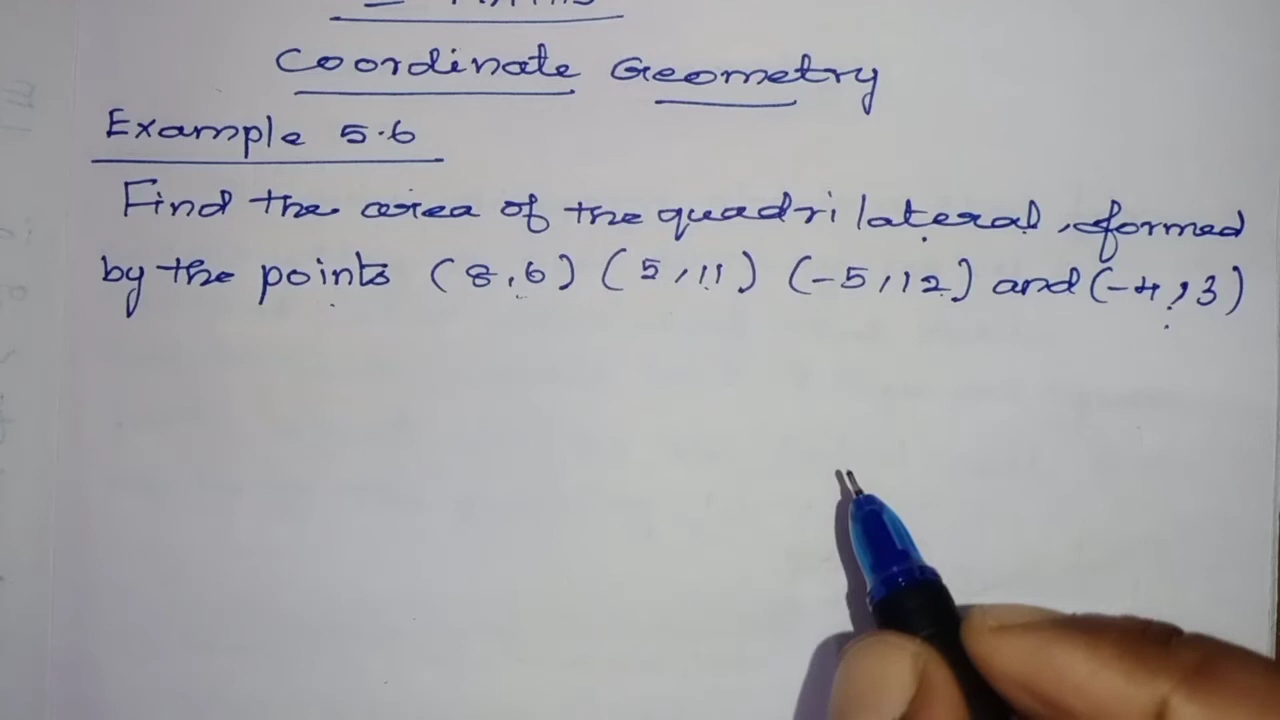 Coordinate Geometry
Example 5.6
Find the area of the quadrilateral, formed
by the points (8,6) (5,11) (-5,12) and (-4,3)